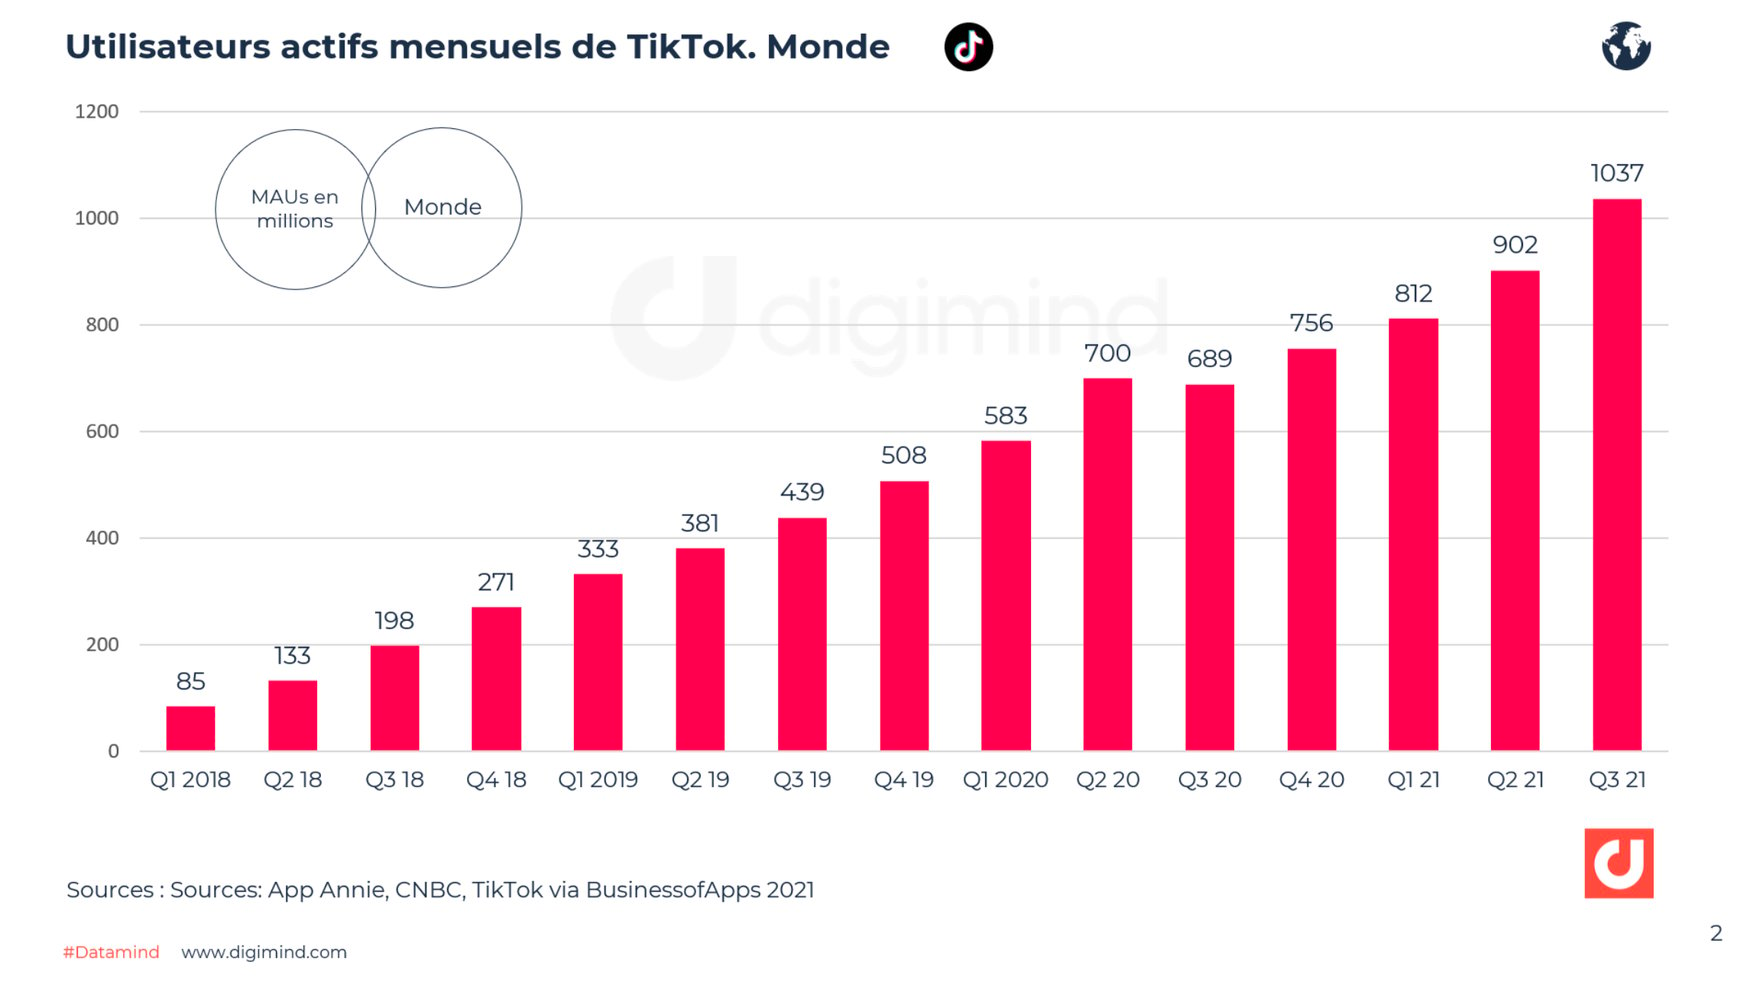 Utilisateurs actifs mensuels de TikTok. Monde
1200
1000
800
600
400
200
0
MAUs en
millions
Monde
digimind
85
133
198
271
333
381
439
508
583
700
689
756
812
902
1037
Q1 2018
Q2 18
Q3 18
Q4 18
Q1 2019
Q2 19
Q3 19
Q4 19
Q1 2020
Q2 20
Q3 20
Q4 20
Q1 21
Q2 21
Q3 21
Sources : Sources: App Annie, CNBC, TikTok via BusinessofApps 2021
#Datamind www.digimind.com
2